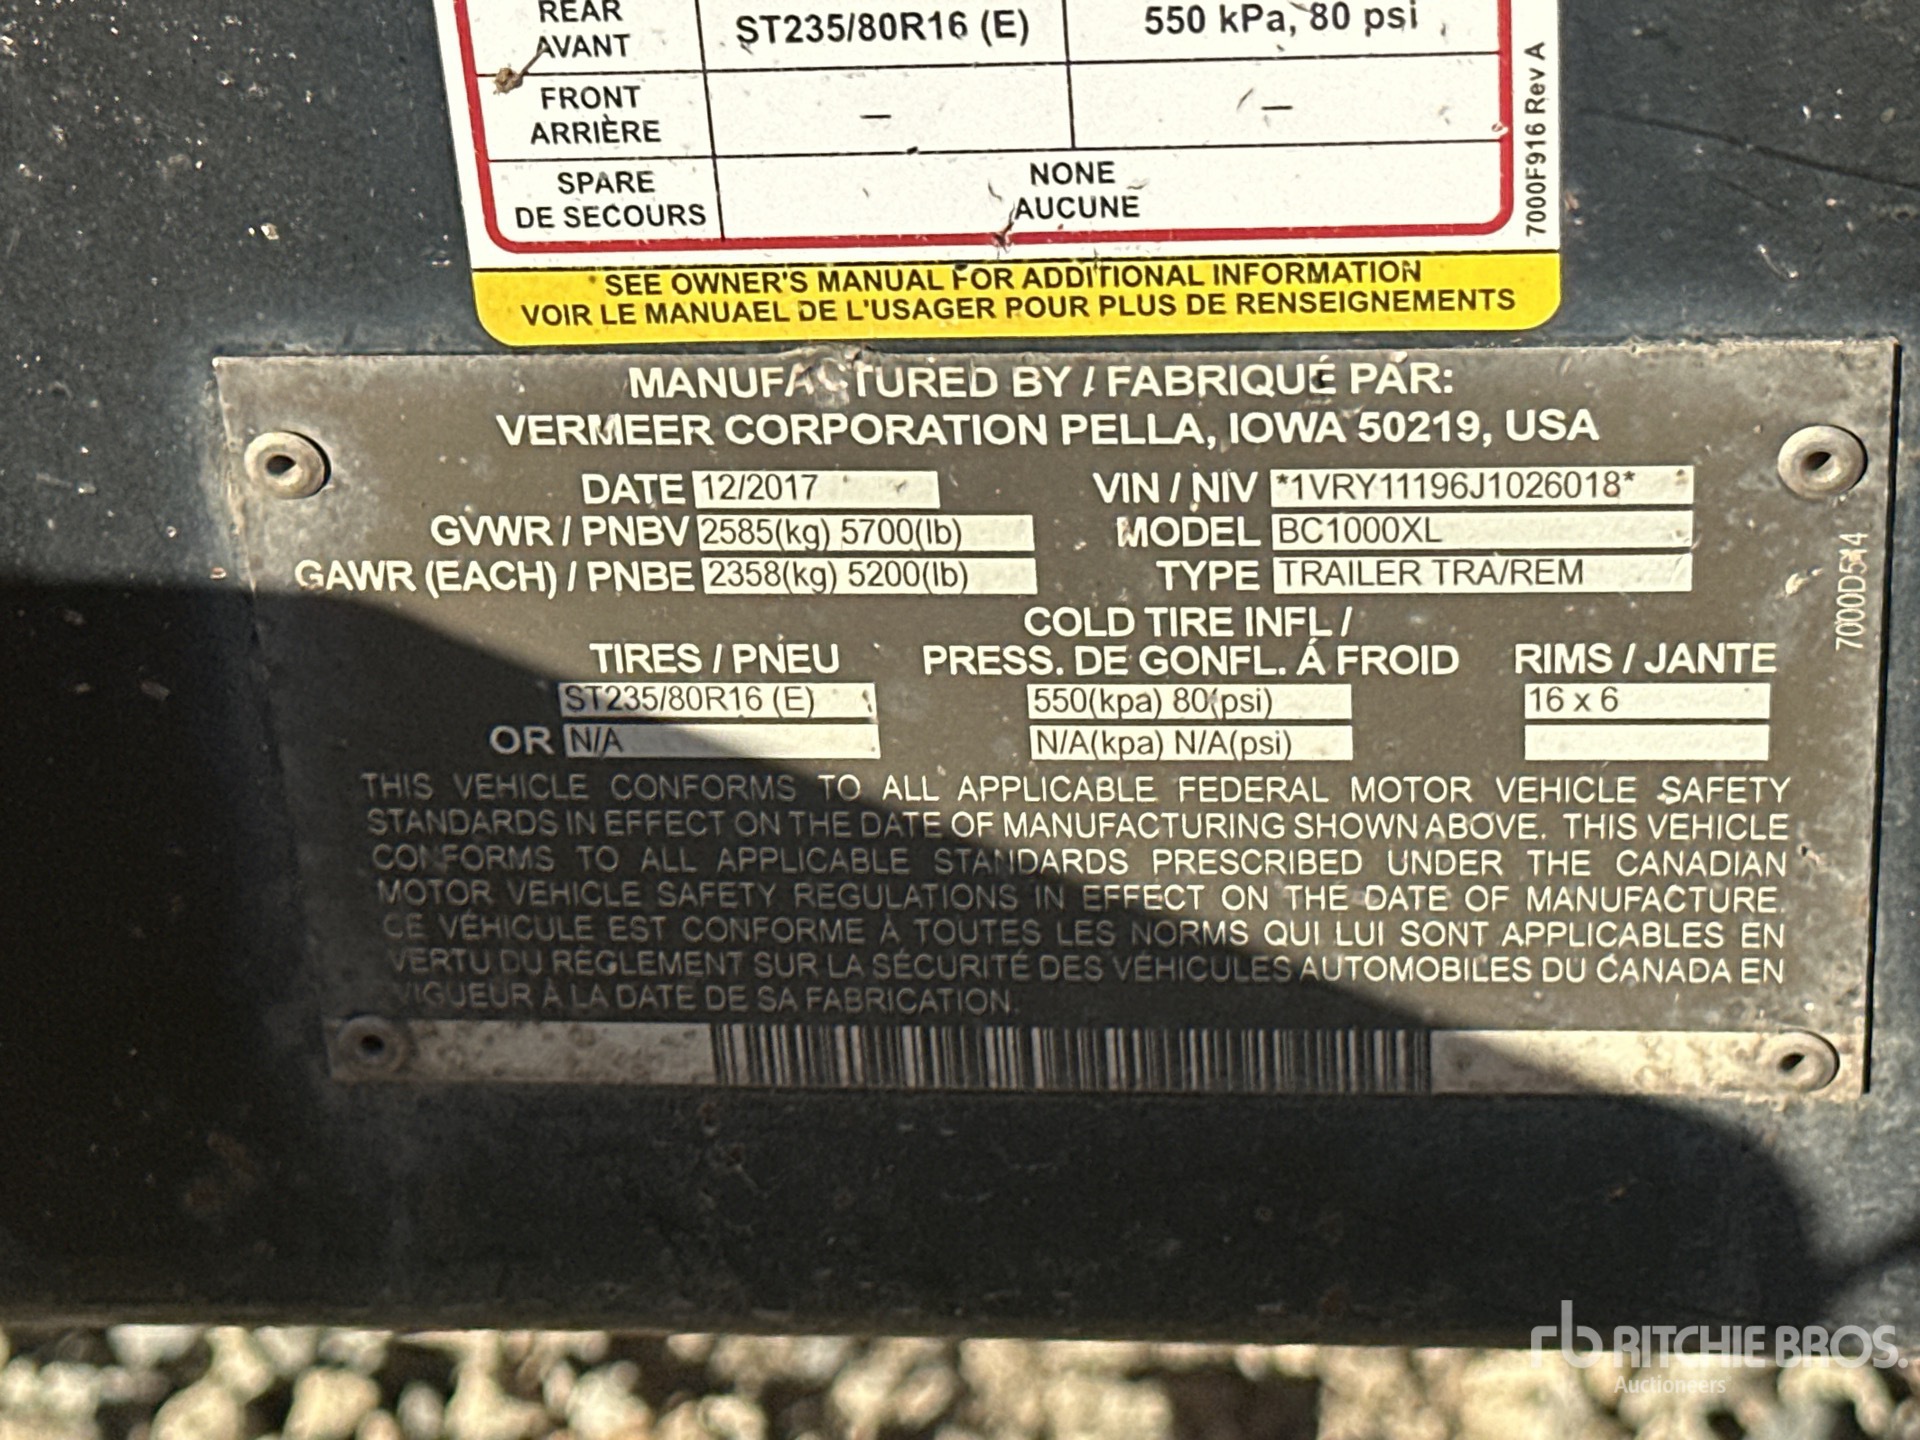 REAR
AVANT
ST235/80R16 (E)
550 kPa, 80 psi
FRONT
ARRIÈRE
—
—
SPARE
DE SECOURS
NONE
AUCUNE
7000F916 Rev A
SEE OWNER'S MANUAL FOR ADDITIONAL INFORMATION
VOIR LE MANUAEL DE L'USAGER POUR PLUS DE RENSEIGNEMENTS
MANUFACTURED BY / FABRIQUÉ PAR:
VERMEER CORPORATION PELLA, IOWA 50219, USA
DATE 12/2017 VIN / NIV *1VRY11196J1026018*
GVWR / PNBV 2585(kg) 5700(lb) MODEL BC1000XL
GAWR (EACH) / PNBE 2358(kg) 5200(lb) TYPE TRAILER TRA/REM
7000D514
COLD TIRE INFL /
TIRES / PNEU PRESS. DE GONFL. Á FROID RIMS / JANTE
ST235/80R16 (E) 550(kpa) 80(psi) 16 x 6
OR N/A N/A(kpa) N/A(psi)
THIS VEHICLE CONFORMS TO ALL APPLICABLE FEDERAL MOTOR VEHICLE SAFETY
STANDARDS IN EFFECT ON THE DATE OF MANUFACTURING SHOWN ABOVE. THIS VEHICLE
CONFORMS TO ALL APPLICABLE STANDARDS PRESCRIBED UNDER THE CANADIAN
MOTOR VEHICLE SAFETY REGULATIONS IN EFFECT ON THE DATE OF MANUFACTURE.
CE VÉHICULE EST CONFORME À TOUTES LES NORMS QUI LUI SONT APPLICABLES EN
VERTU DU RÉGLEMENT SUR LA SÉCURITÉ DES VÉHICULES AUTOMOBILES DU CANADA EN
VIGUEUR À LA DATE DE SA FABRICATION.
rb RITCHIE BROS.
Auctioneers